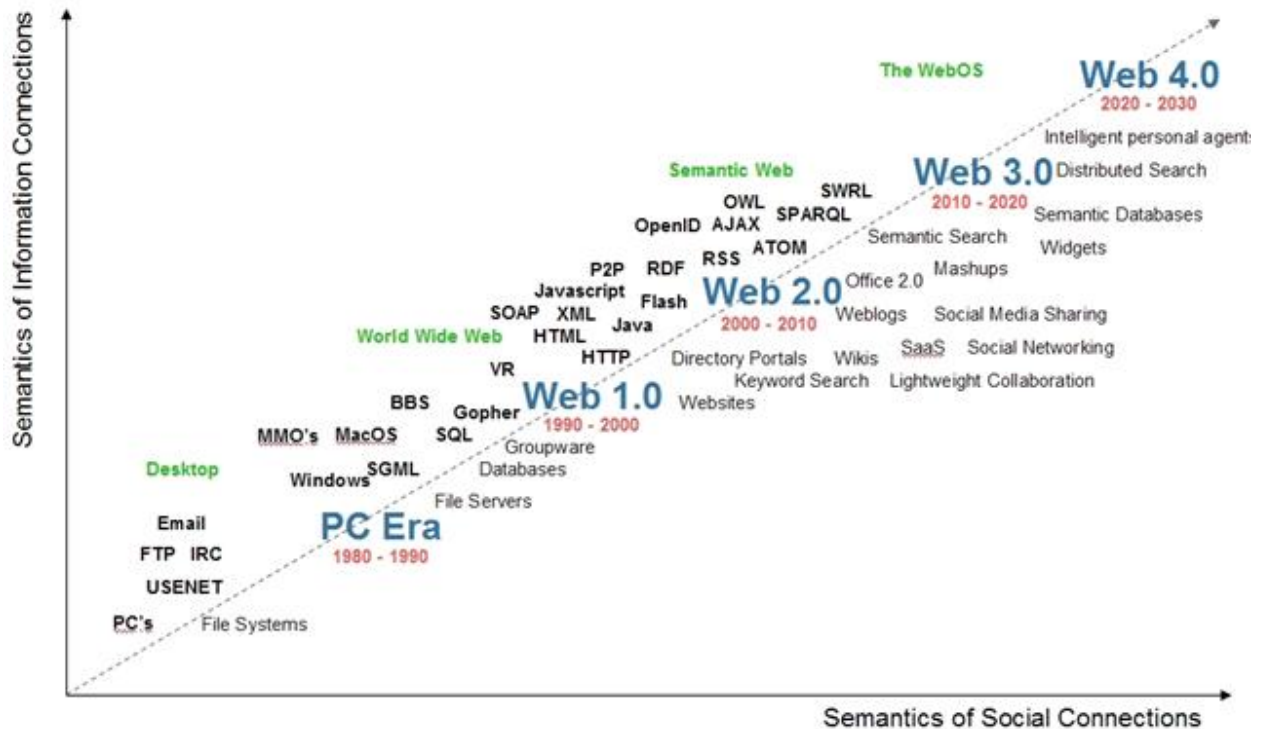 Semantics of Information Connections
The WebOS
Web 4.0
2020 - 2030
Intelligent personal agents
Semantic Web
Web 3.0
Distributed Search
2010 - 2020
SWRL
OWL
SPARQL
Semantic Databases
OpenID
AJAX
Semantic Search
Widgets
ATOM
P2P
RDF
RSS
Mashups
Javascript
Web 2.0
Office 2.0
Flash
SOAP
XML
2000 - 2010
Weblogs
Social Media Sharing
Java
World Wide Web
HTML
HTTP
Directory Portals
Wikis
SaaS
Social Networking
VR
Keyword Search
Lightweight Collaboration
Web 1.0
Websites
BBS
Gopher
1990 - 2000
MMO's
MacOS
SQL
Groupware
Desktop
SGML
Databases
Windows
File Servers
Email
PC Era
1980 - 1990
FTP
IRC
USENET
PC's
File Systems
Semantics of Social Connections